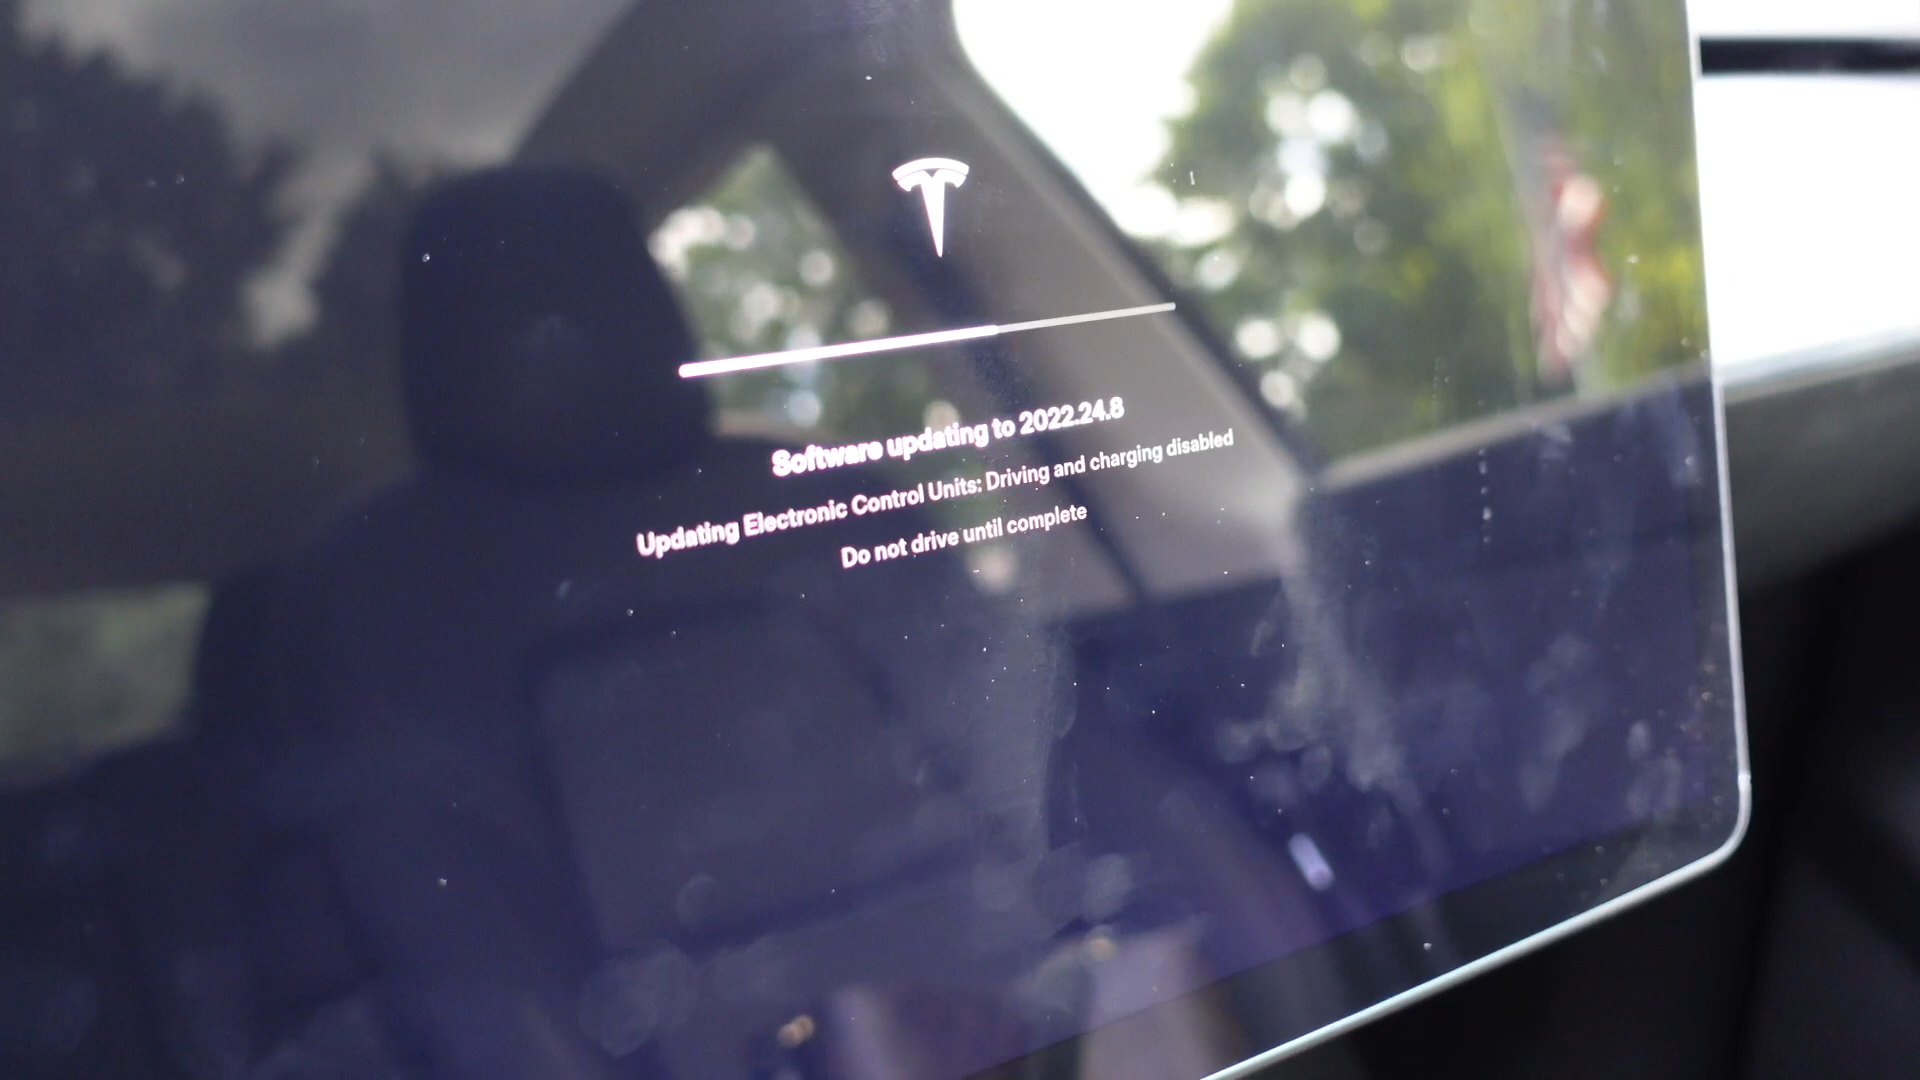 Software updating to 2022.24.8
Updating Electronic Control Units: Driving and charging disabled
Do not drive until complete